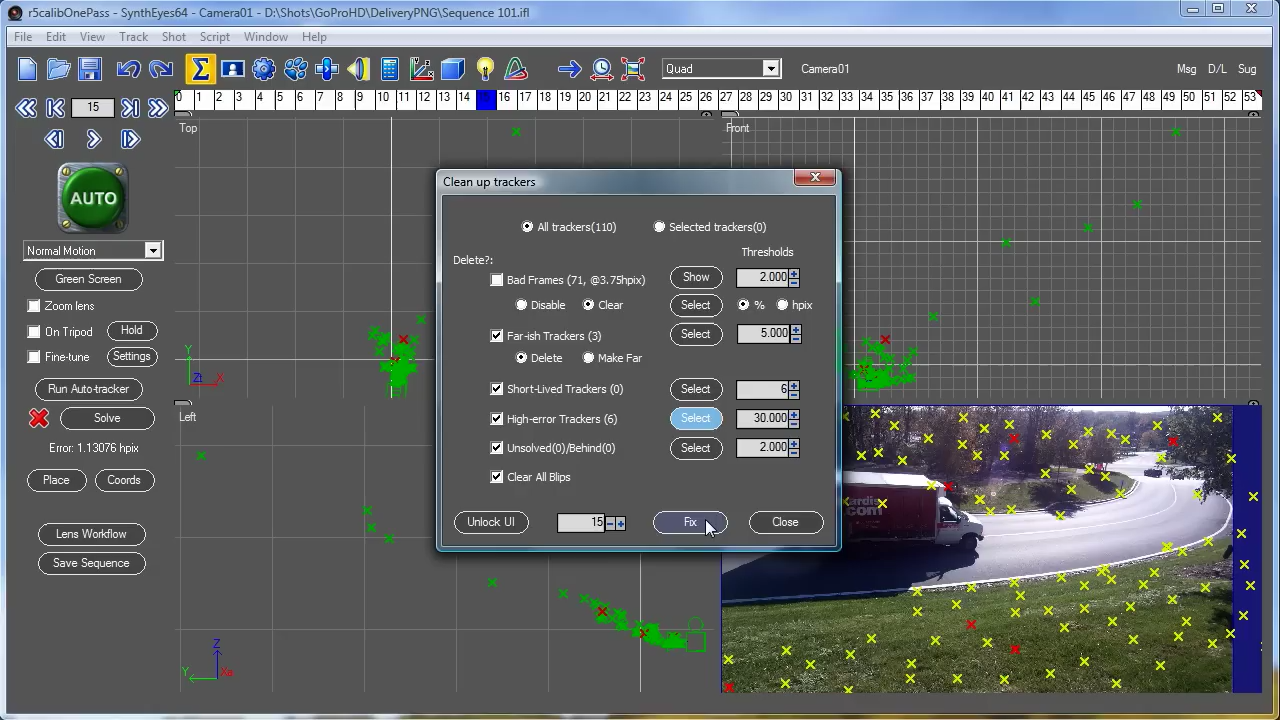 r5calibOnePass - SynthEyes64 - Camera01 - D:\Shots\GoProHD\DeliveryPNG\Sequence 101.ifl
File Edit View Track Shot Script Window Help
Quad Camera01 Msg D/L Sug
0 1 2 3 4 5 6 7 8 9 10 11 12 13 14 15 16 17 18 19 20 21 22 23 24 25 26 27 28 29 30 31 32 33 34 35 36 37 38 39 40 41 42 43 44 45 46 47 48 49 50 51 52 53
15
Top
Front
AUTO
Normal Motion
Green Screen
Zoom lens
On Tripod Hold
Fine-tune Settings
Run Auto-tracker
Solve
Error: 1.13076 hpix
Place Coords
Lens Workflow
Save Sequence
Y
Zt X
Left
Z
Y Xa
Clean up trackers
All trackers(110) Selected trackers(0)
Thresholds
Delete?:
Bad Frames (71, @3.75hpix) Show 2.000
Disable Clear Select % hpix
Far-ish Trackers (3) Select 5.000
Delete Make Far
Short-Lived Trackers (0) Select 6
High-error Trackers (6) Select 30.000
Unsolved(0)/Behind(0) Select 2.000
Clear All Blips
Unlock UI 15 Fix Close
ardis
com